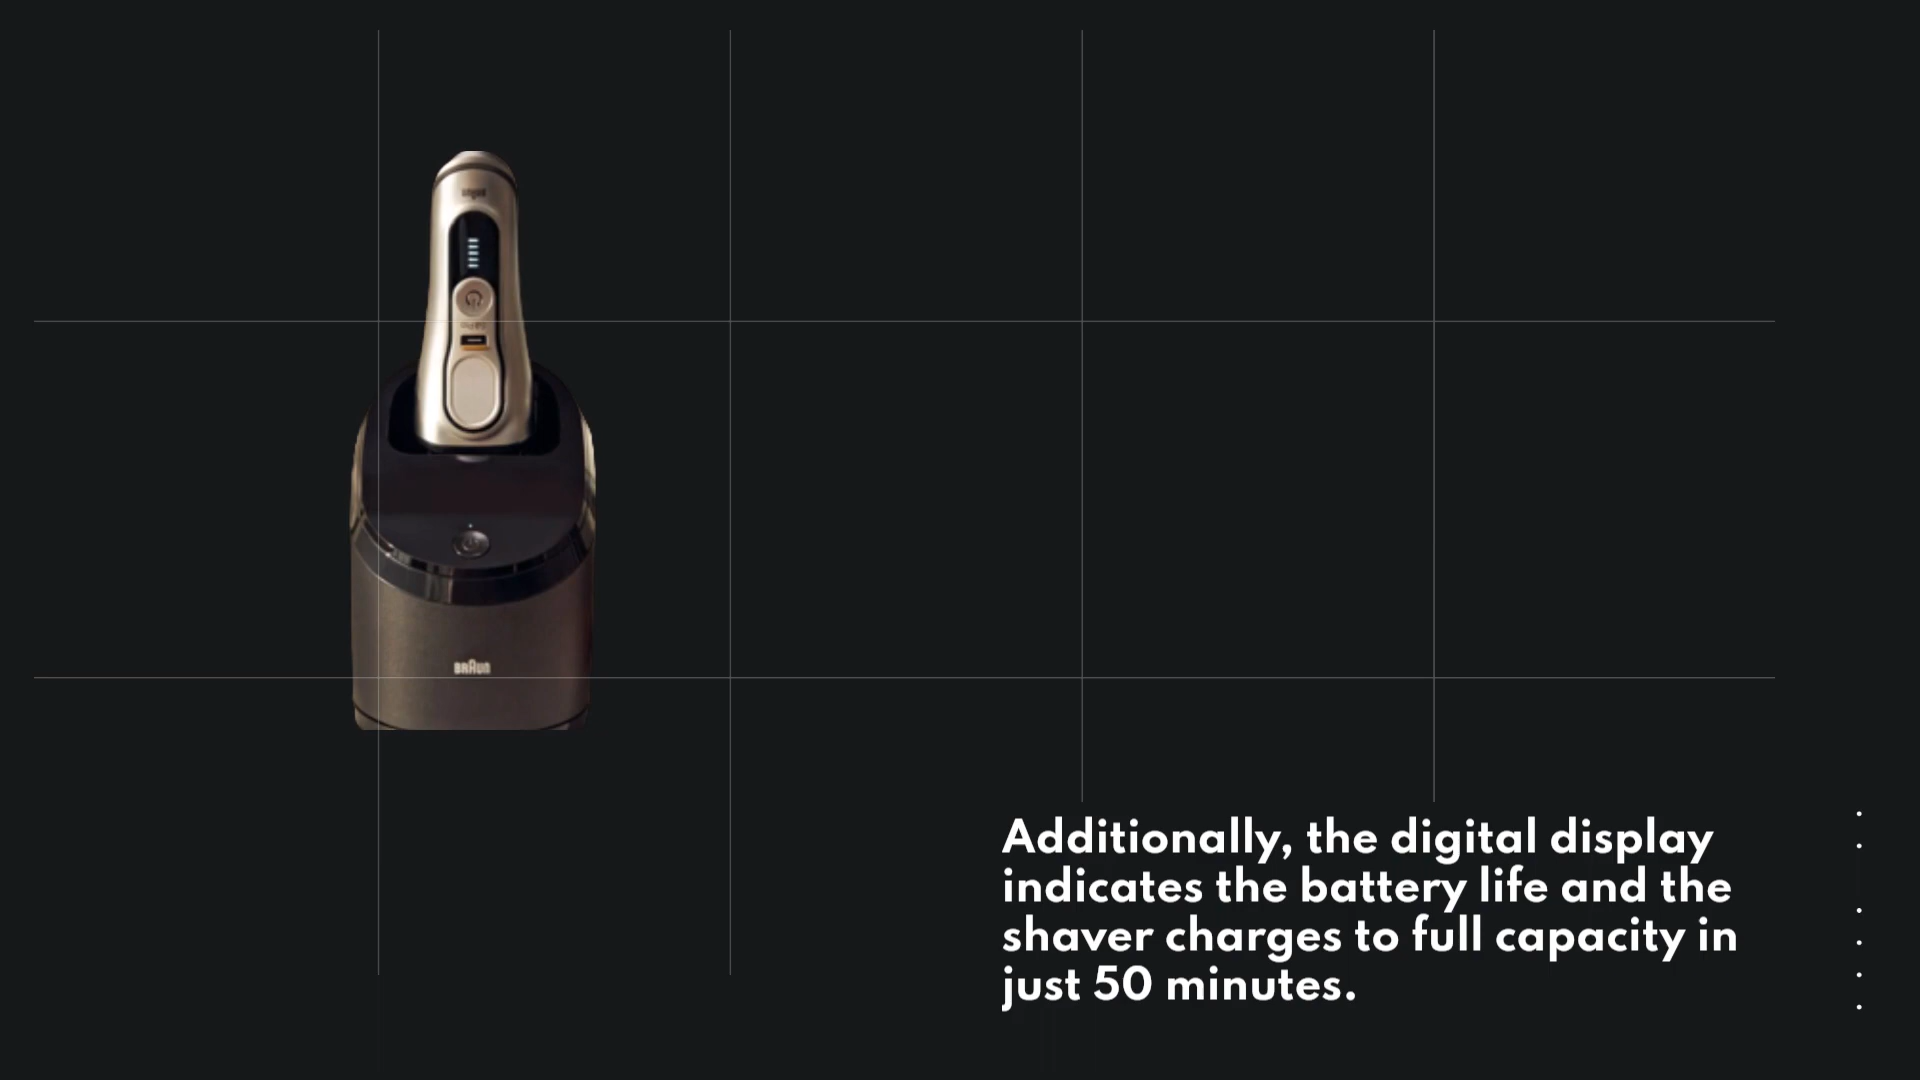 BRAUN
Additionally, the digital display
indicates the battery life and the
shaver charges to full capacity in
just 50 minutes.